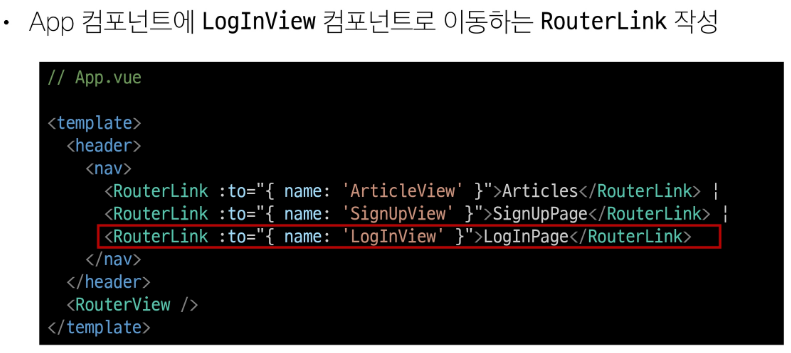 • App 컴포넌트에 LogInView 컴포넌트로 이동하는 RouterLink 작성
// App.vue
<template>
  <header>
    <nav>
      <RouterLink :to="{ name: 'ArticleView' }">Articles</RouterLink> |
      <RouterLink :to="{ name: 'SignUpView' }">SignUpPage</RouterLink> |
      <RouterLink :to="{ name: 'LogInView' }">LogInPage</RouterLink>
    </nav>
  </header>
  <RouterView />
</template>